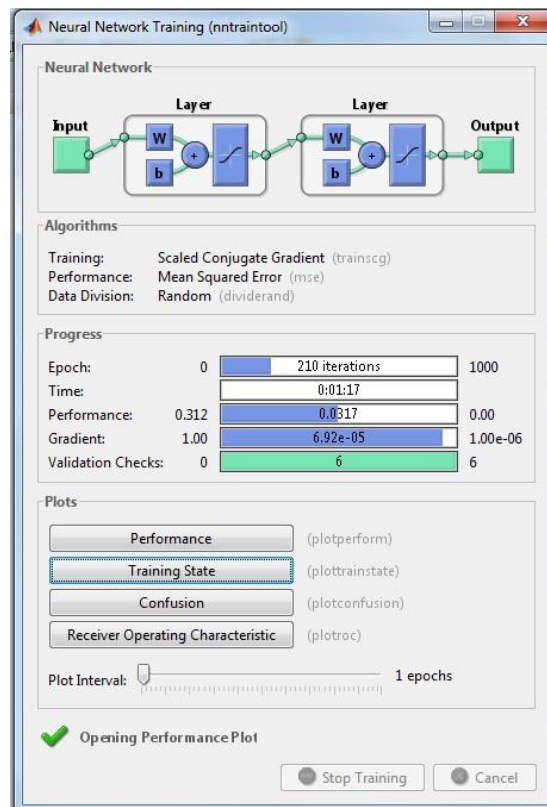 Neural Network Training (nntraintool)
Neural Network
Layer Layer
Input Output
W W
+ +
b b
Algorithms
Training: Scaled Conjugate Gradient (trainscg)
Performance: Mean Squared Error (mse)
Data Division: Random (dividerand)
Progress
Epoch: 0 210 iterations 1000
Time: 0:01:17
Performance: 0.312 0.0317 0.00
Gradient: 1.00 6.92e-05 1.00e-06
Validation Checks: 0 6 6
Plots
Performance (plotperform)
Training State (plottrainstate)
Confusion (plotconfusion)
Receiver Operating Characteristic (plotroc)
Plot Interval: 1 epochs
Opening Performance Plot
Stop Training Cancel